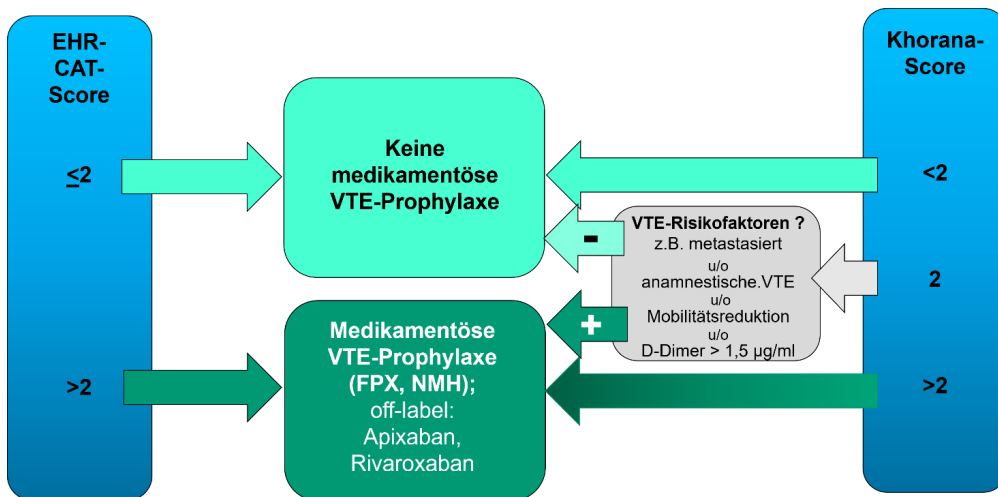 EHR-
CAT-
Score
≤2
>2
Keine
medikamentöse
VTE-Prophylaxe
Medikamentöse
VTE-Prophylaxe
(FPX, NMH);
off-label:
Apixaban,
Rivaroxaban
-
+
VTE-Risikofaktoren ?
z.B. metastasiert
u/o
anamnestische.VTE
u/o
Mobilitätsreduktion
u/o
D-Dimer > 1,5 µg/ml
Khorana-
Score
<2
2
>2